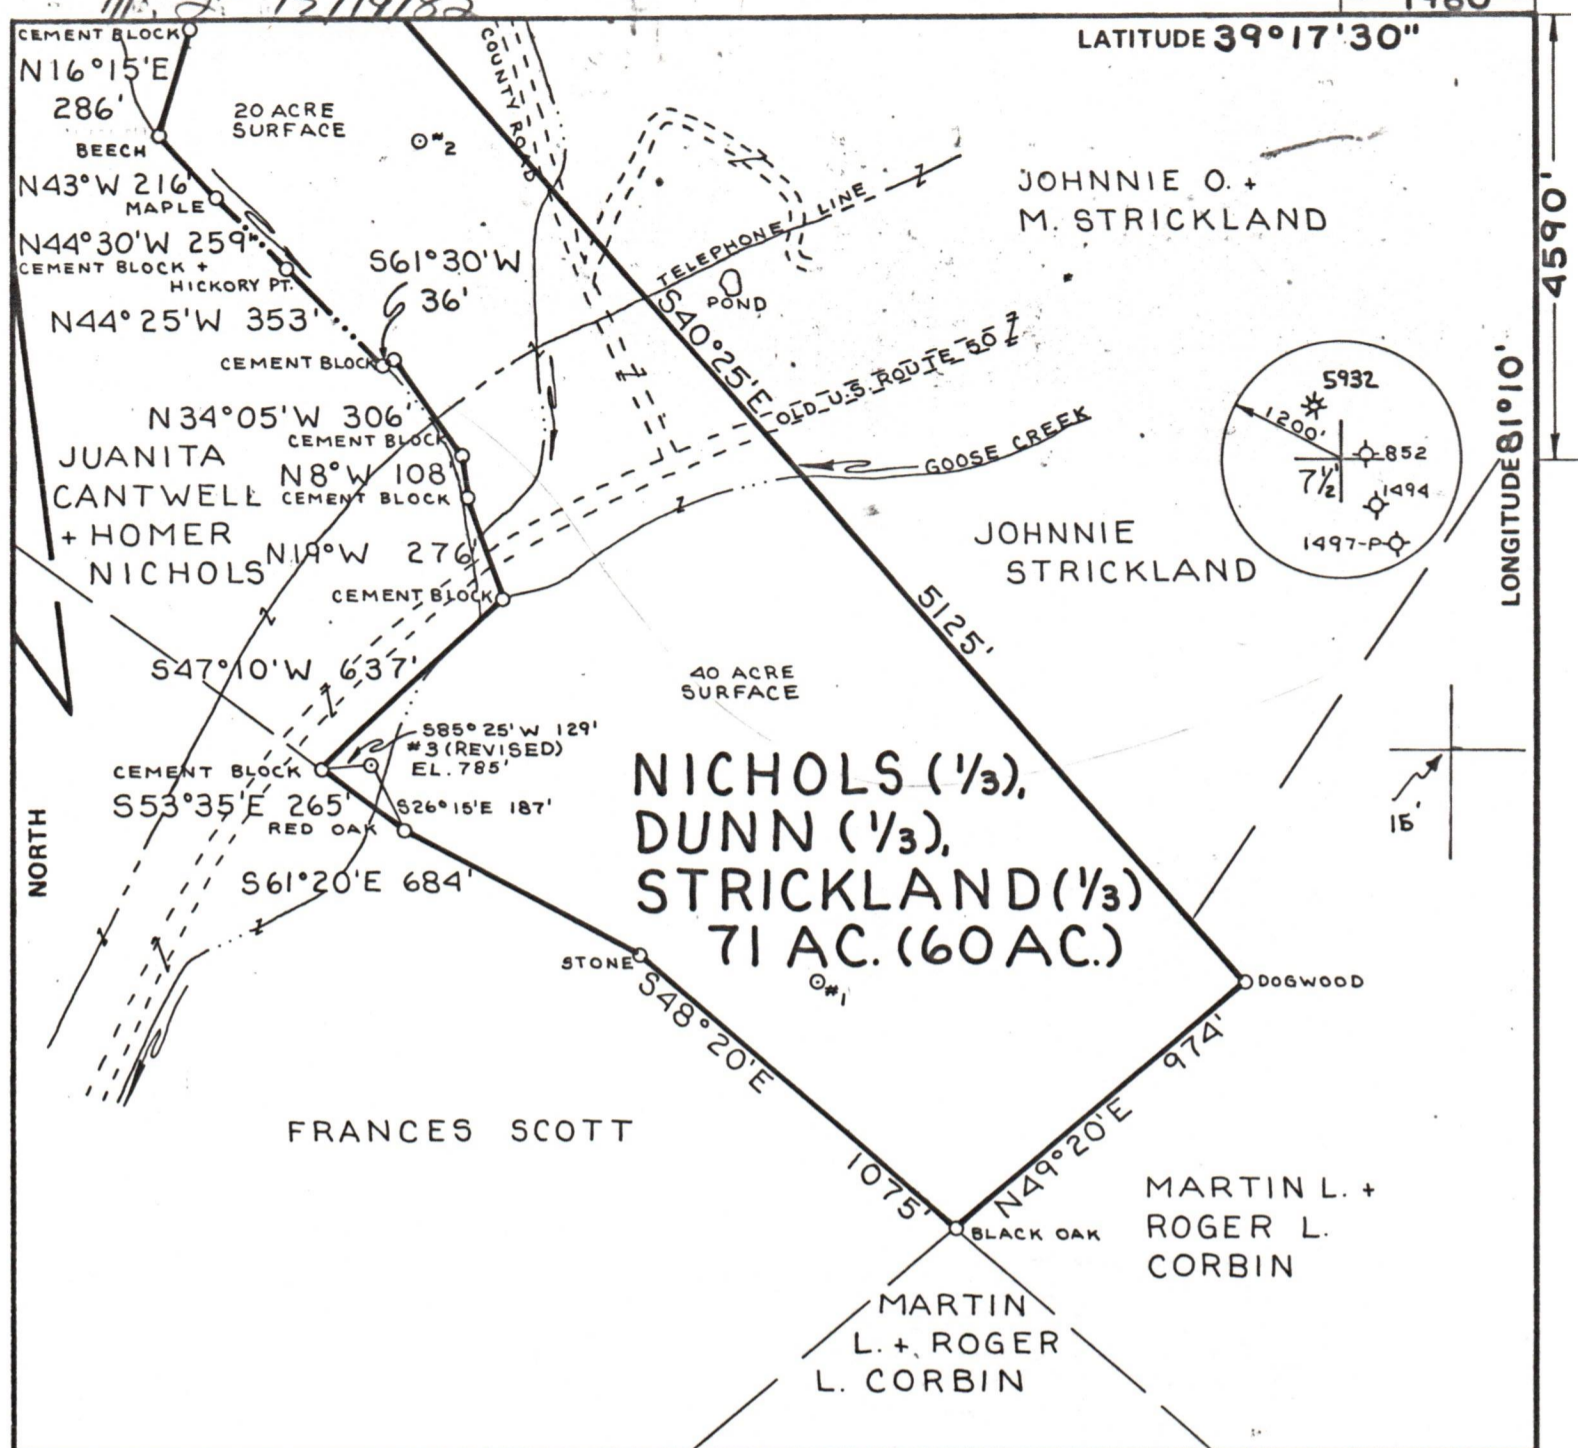 12/14/82
1480
LATITUDE 39°17'30"
4590'
LONGITUDE 81°10'
CEMENT BLOCK
N16°15'E
286'
BEECH
20 ACRE
SURFACE
#2
COUNTY ROAD
N43°W 216'
MAPLE
N44°30'W 259'
CEMENT BLOCK +
HICKORY PT.
N44°25'W 353'
S61°30'W
36'
CEMENT BLOCK
N34°05'W 306'
CEMENT BLOCK
N8°W 108'
CEMENT BLOCK
JUANITA
CANTWELL
+ HOMER
NICHOLS
N19°W 276'
CEMENT BLOCK
TELEPHONE LINE
POND
JOHNNIE O. +
M. STRICKLAND
S40°25'E
5125'
OLD U.S. ROUTE 50
GOOSE CREEK
JOHNNIE
STRICKLAND
5932
1200'
852
7½'
1494
1497-P
S47°10'W 637'
40 ACRE
SURFACE
S85°25'W 129'
#3 (REVISED)
EL. 785'
CEMENT BLOCK
S53°35'E 265'
S26°15'E 187'
RED OAK
S61°20'E 684'
NORTH
NICHOLS (1/3),
DUNN (1/3),
STRICKLAND (1/3)
71 AC. (60 AC.)
#1
15'
STONE
DOGWOOD
S48°20'E
1075'
974'
N49°20'E
FRANCES SCOTT
BLACK OAK
MARTIN L. +
ROGER L.
CORBIN
MARTIN
L. + ROGER
L. CORBIN